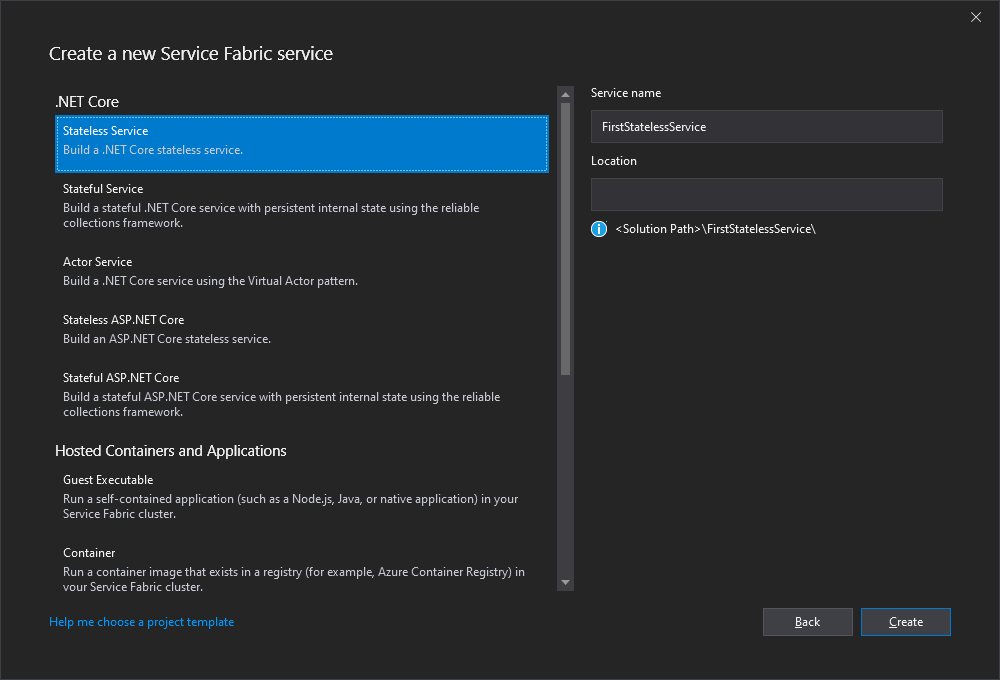 Create a new Service Fabric service
.NET Core
Stateless Service
Build a .NET Core stateless service.
Stateful Service
Build a stateful .NET Core service with persistent internal state using the reliable
collections framework.
Actor Service
Build a .NET Core service using the Virtual Actor pattern.
Stateless ASP.NET Core
Build an ASP.NET Core stateless service.
Stateful ASP.NET Core
Build a stateful ASP.NET Core service with persistent internal state using the reliable
collections framework.
Hosted Containers and Applications
Guest Executable
Run a self-contained application (such as a Node.js, Java, or native application) in your
Service Fabric cluster.
Container
Run a container image that exists in a registry (for example, Azure Container Registry) in
your Service Fabric cluster.
Service name
FirstStatelessService
Location
<Solution Path>\FirstStatelessService\
Help me choose a project template
Back
Create